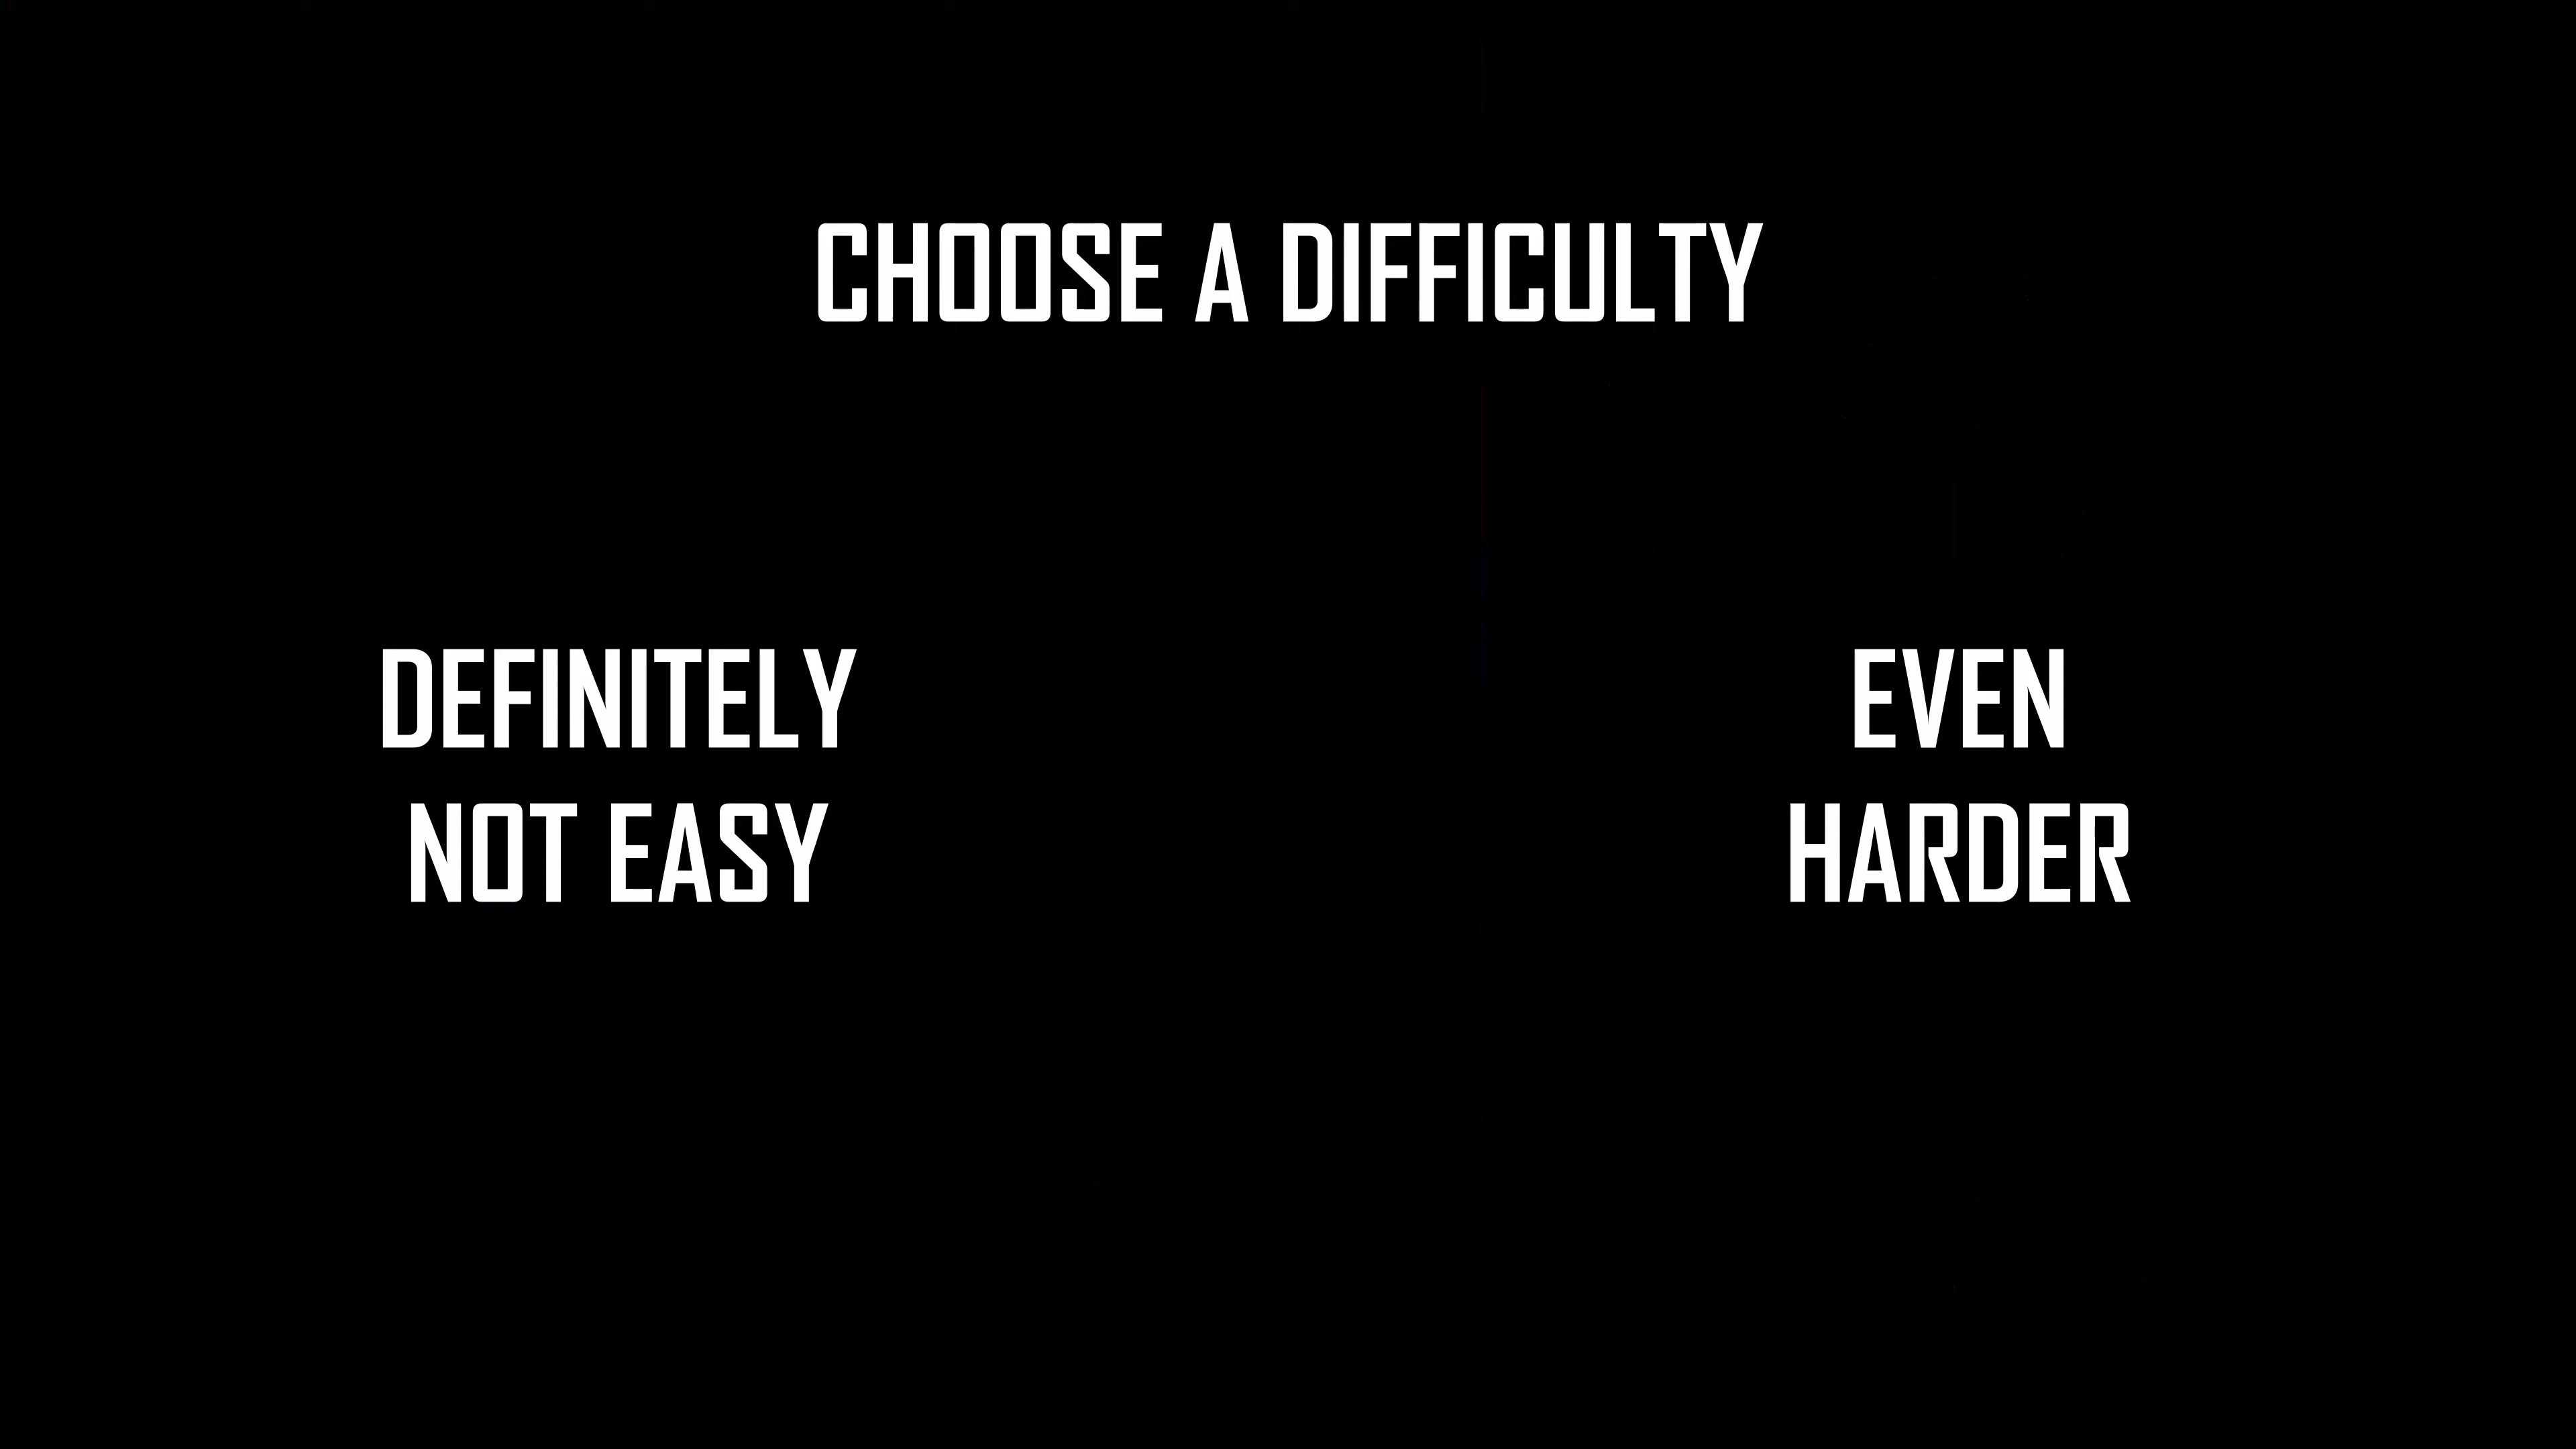 CHOOSE A DIFFICULTY
DEFINITELY
NOT EASY
EVEN
HARDER